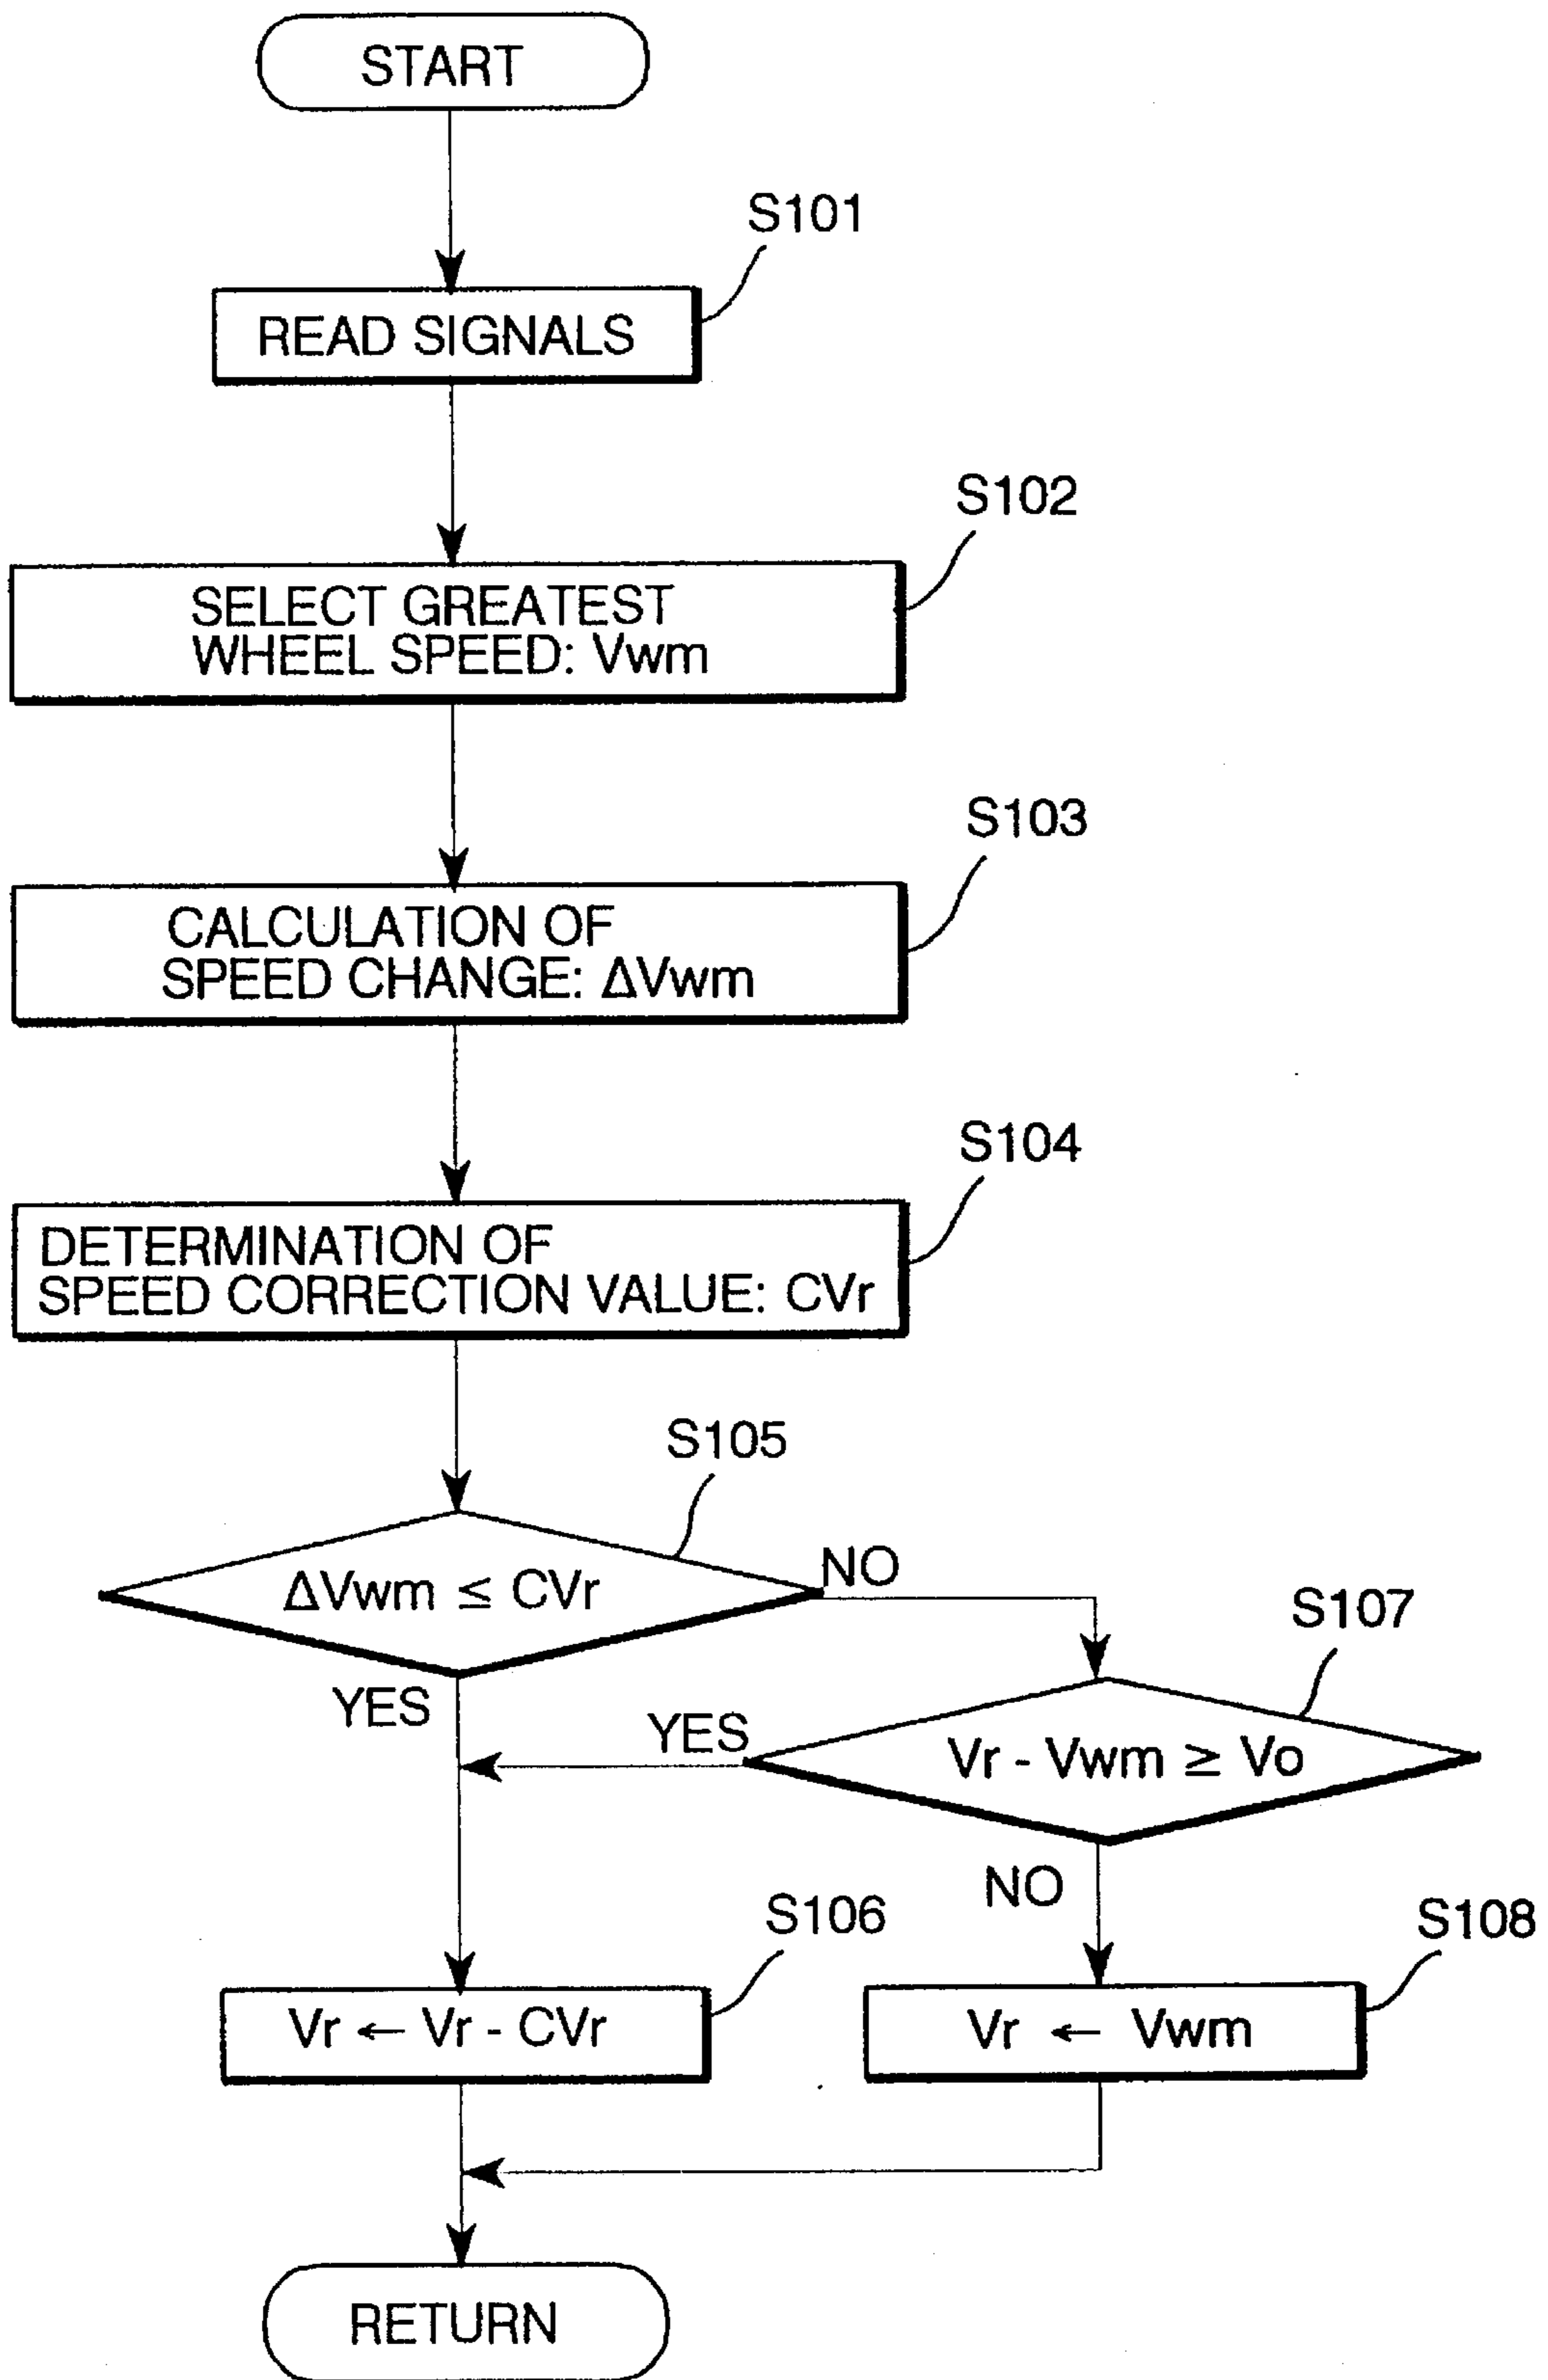 START
S101
READ SIGNALS
S102
SELECT GREATEST
WHEEL SPEED: Vwm
S103
CALCULATION OF
SPEED CHANGE: ΔVwm
S104
DETERMINATION OF
SPEED CORRECTION VALUE: CVr
S105
ΔVwm ≤ CVr
NO
S107
YES
YES
Vr - Vwm ≥ Vo
NO
S106
S108
Vr ← Vr - CVr
Vr ← Vwm
RETURN